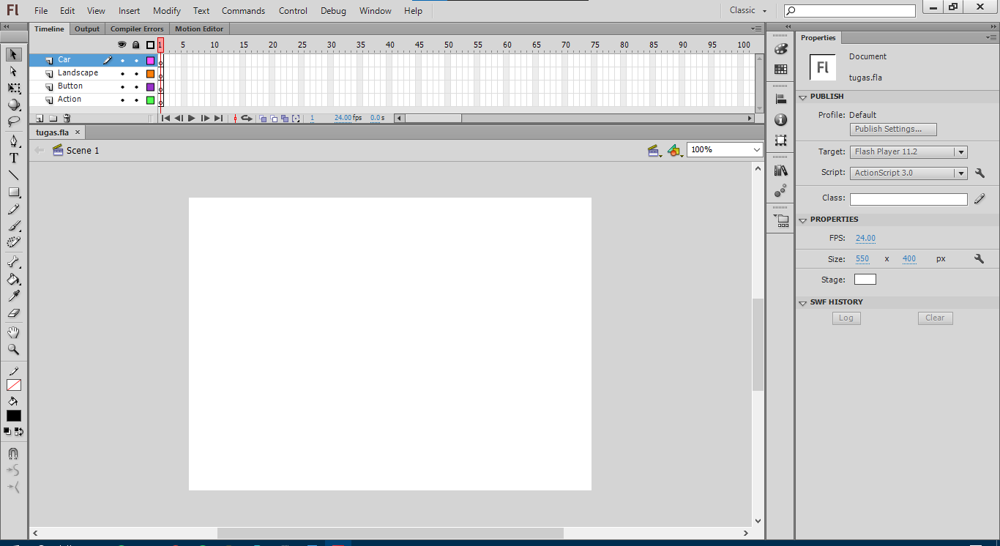 Fl File Edit View Insert Modify Text Commands Control Debug Window Help Classic
Timeline Output Compiler Errors Motion Editor
1 5 10 15 20 25 30 35 40 45 50 55 60 65 70 75 80 85 90 95 100
Car
Landscape
Button
Action
1 24.00 fps 0.0 s
tugas.fla
Scene 1 100%
T
Properties
Fl Document
tugas.fla
PUBLISH
Profile: Default
Publish Settings...
Target: Flash Player 11.2
Script: ActionScript 3.0
Class:
PROPERTIES
FPS: 24.00
Size: 550 x 400 px
Stage:
SWF HISTORY
Log Clear